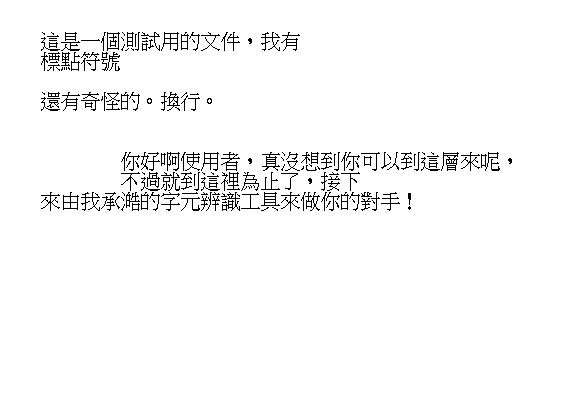 這是一個測試用的文件，我有
標點符號
還有奇怪的。換行。
你好啊使用者，真沒想到你可以到這層來呢，
不過就到這裡為止了，接下
來由我承澔的字元辨識工具來做你的對手！